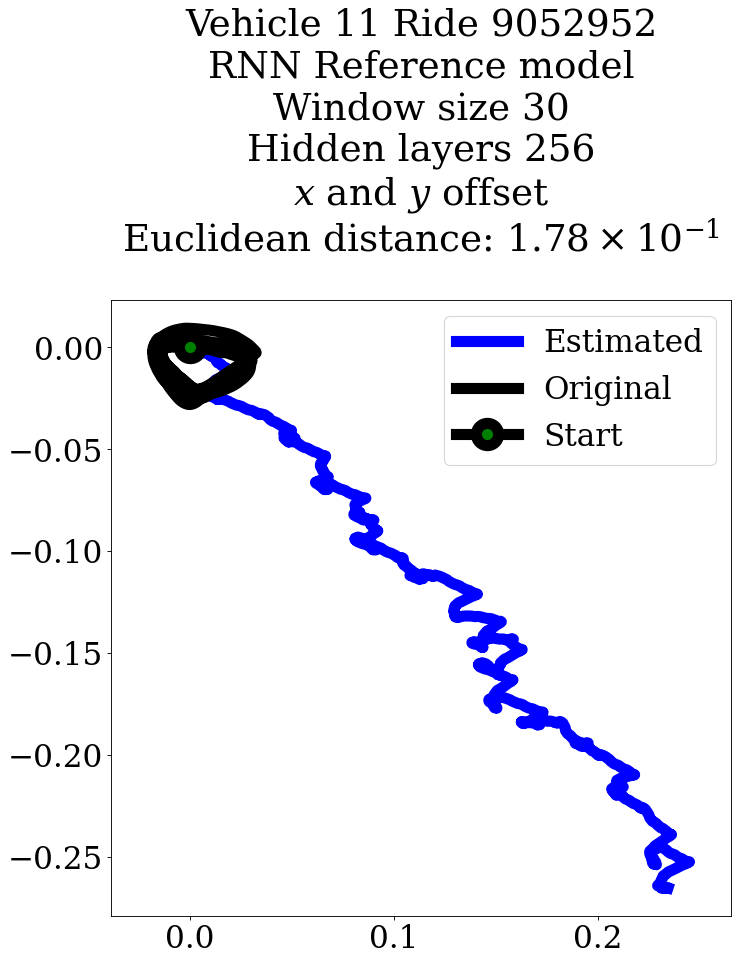 Vehicle 11 Ride 9052952
RNN Reference model
Window size 30
Hidden layers 256
x and y offset
Euclidean distance: 1.78 × 10⁻¹
Estimated
Original
Start
0.00
−0.05
−0.10
−0.15
−0.20
−0.25
0.0 0.1 0.2